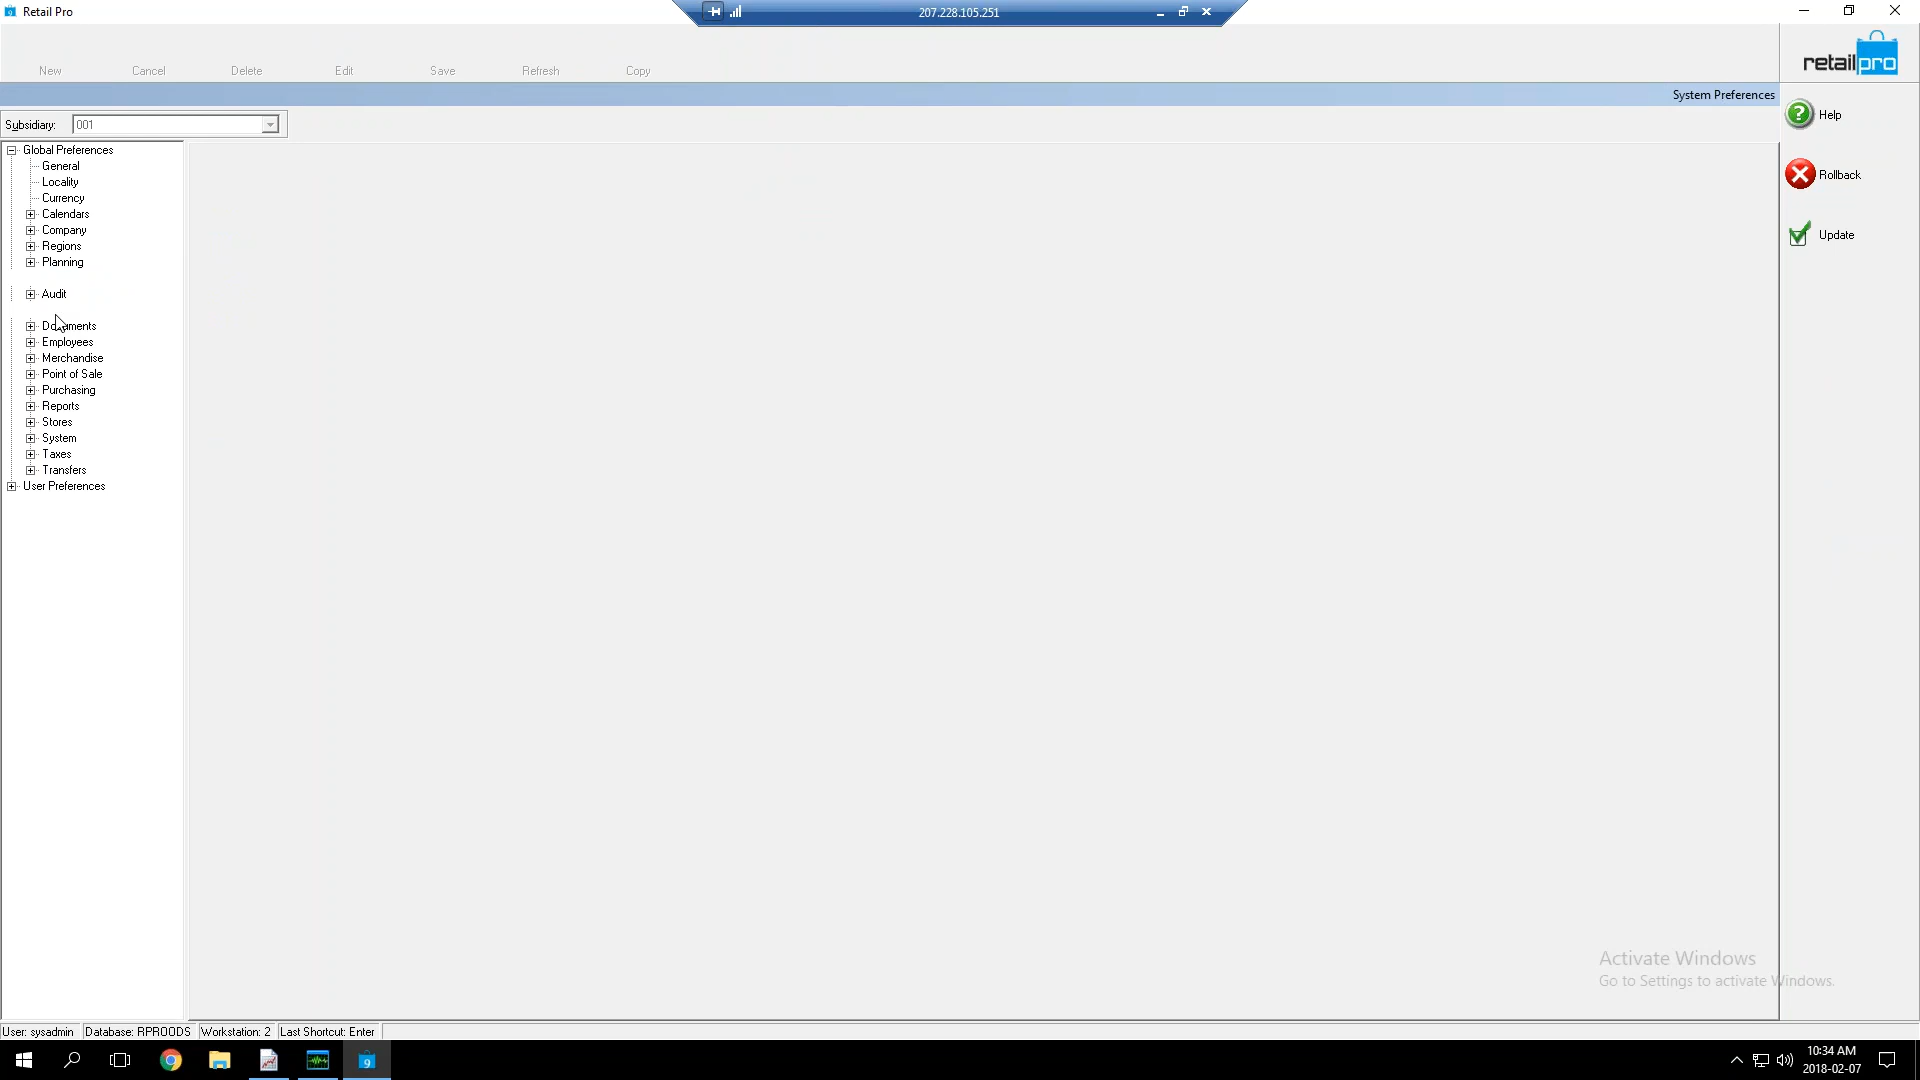 Retail Pro
207.228.105.251
New Cancel Delete Edit Save Refresh Copy
retailpro
System Preferences
Subsidiary: 001
Help
Rollback
Update
Global Preferences
General
Locality
Currency
Calendars
Company
Regions
Planning
Audit
Documents
Employees
Merchandise
Point of Sale
Purchasing
Reports
Stores
System
Taxes
Transfers
User Preferences
Activate Windows
Go to Settings to activate Windows.
User: sysadmin Database: RPROODS Workstation: 2 Last Shortcut: Enter
9
10:34 AM
2018-02-07